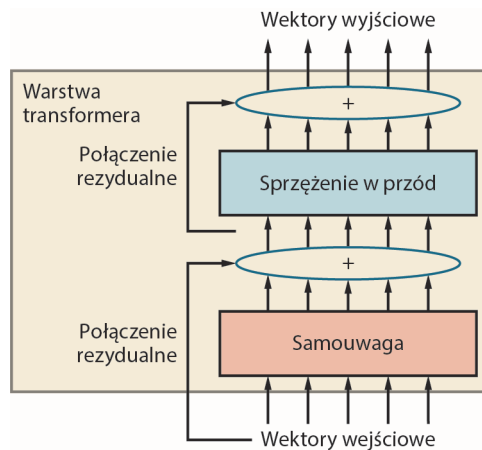 Wektory wyjściowe
Warstwa
transformera
+
Połączenie
rezydualne
Sprzężenie w przód
+
Połączenie
rezydualne
Samouwaga
Wektory wejściowe